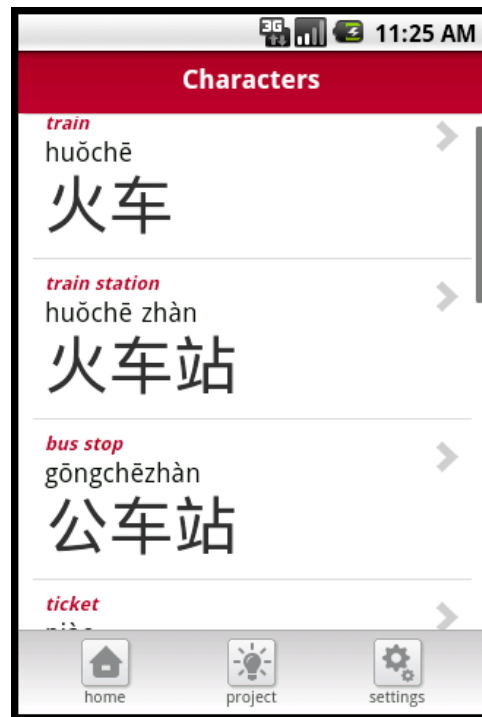 3G
11:25 AM
Characters
train
huǒchē
火车
train station
huǒchē zhàn
火车站
bus stop
gōngchēzhàn
公车站
ticket
home
project
settings